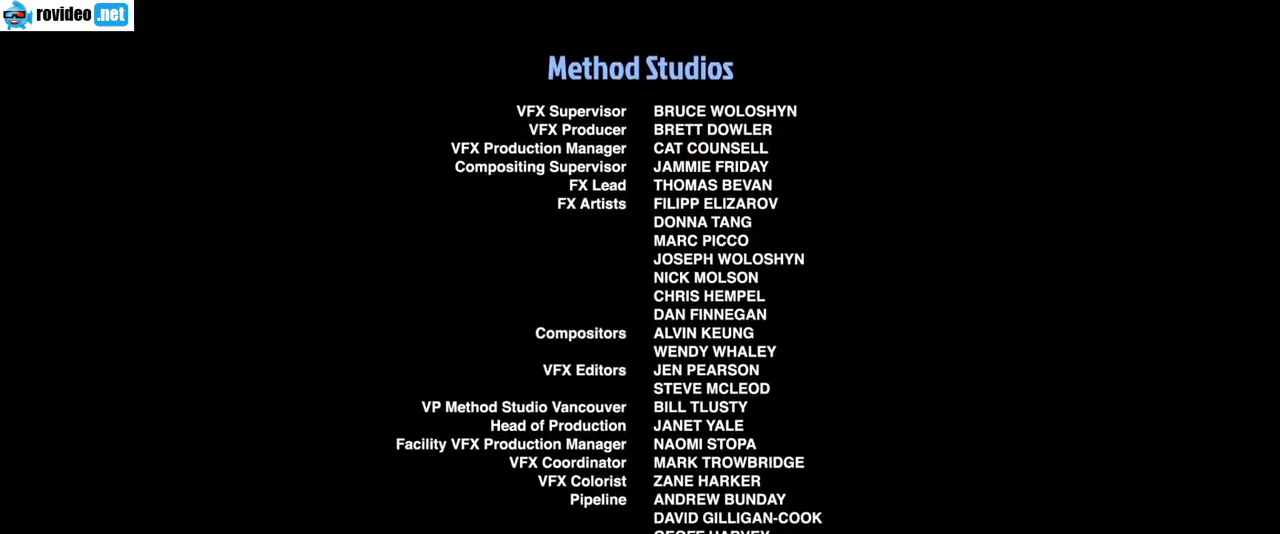 rovideo.net
Method Studios
VFX Supervisor BRUCE WOLOSHYN
VFX Producer BRETT DOWLER
VFX Production Manager CAT COUNSELL
Compositing Supervisor JAMMIE FRIDAY
FX Lead THOMAS BEVAN
FX Artists FILIPP ELIZAROV
DONNA TANG
MARC PICCO
JOSEPH WOLOSHYN
NICK MOLSON
CHRIS HEMPEL
DAN FINNEGAN
Compositors ALVIN KEUNG
WENDY WHALEY
VFX Editors JEN PEARSON
STEVE MCLEOD
VP Method Studio Vancouver BILL TLUSTY
Head of Production JANET YALE
Facility VFX Production Manager NAOMI STOPA
VFX Coordinator MARK TROWBRIDGE
VFX Colorist ZANE HARKER
Pipeline ANDREW BUNDAY
DAVID GILLIGAN-COOK